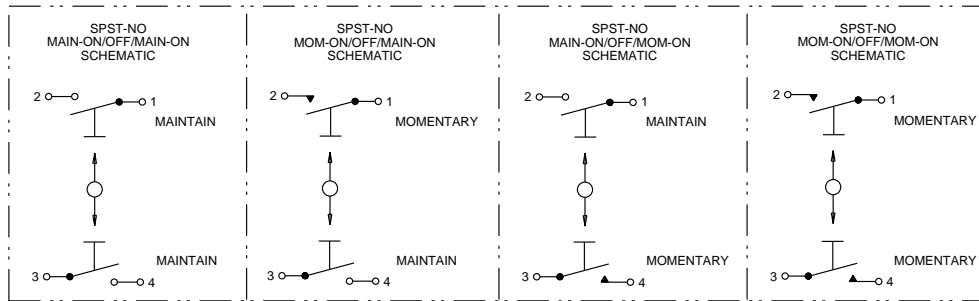 SPST-NO
MAIN-ON/OFF/MAIN-ON
SCHEMATIC
2
1
MAINTAIN
3
4
MAINTAIN
SPST-NO
MOM-ON/OFF/MAIN-ON
SCHEMATIC
2
1
MOMENTARY
3
4
MAINTAIN
SPST-NO
MAIN-ON/OFF/MOM-ON
SCHEMATIC
2
1
MAINTAIN
3
4
MOMENTARY
SPST-NO
MOM-ON/OFF/MOM-ON
SCHEMATIC
2
1
MOMENTARY
3
4
MOMENTARY